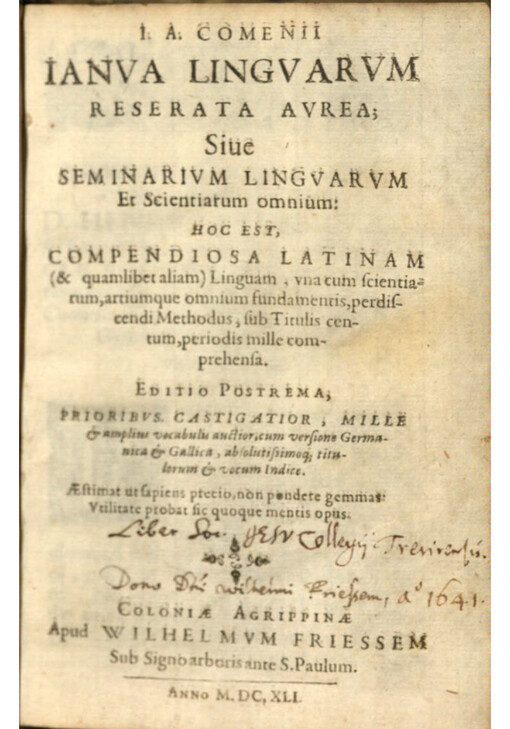 I. A. COMENII
IANVA LINGVARVM
RESERATA AVREA;
Siue
SEMINARIVM LINGVARVM
Et Scientiarum omnium:
HOC EST,
COMPENDIOSA LATINAM
(& quamlibet aliam) Linguam, vna cum scientia-
rum, artiumque omnium fundamentis, perdis-
cendi Methodus, sub Titulis cen-
tum, periodis mille com-
prehensa.
EDITIO POSTREMA,
PRIORIBVS CASTIGATIOR, MILLE
& amplius vocabulis auctior, cum versione Germa-
nica & Gallica, absolutissimoq; titu-
lorum & vocum Indice.
Æstimat ut sapiens precio, non pondere gemmas:
Vtilitate probat sic quoque mentis opus.
Liber Soc. JESV Collegij Trevirensis.
Dono Dni Wilhelmi Friessem, aº 1641.
COLONIÆ AGRIPPINÆ
Apud WILHELMVM FRIESSEM
Sub Signo arboris ante S. Paulum.
ANNO M. DC, XLI.